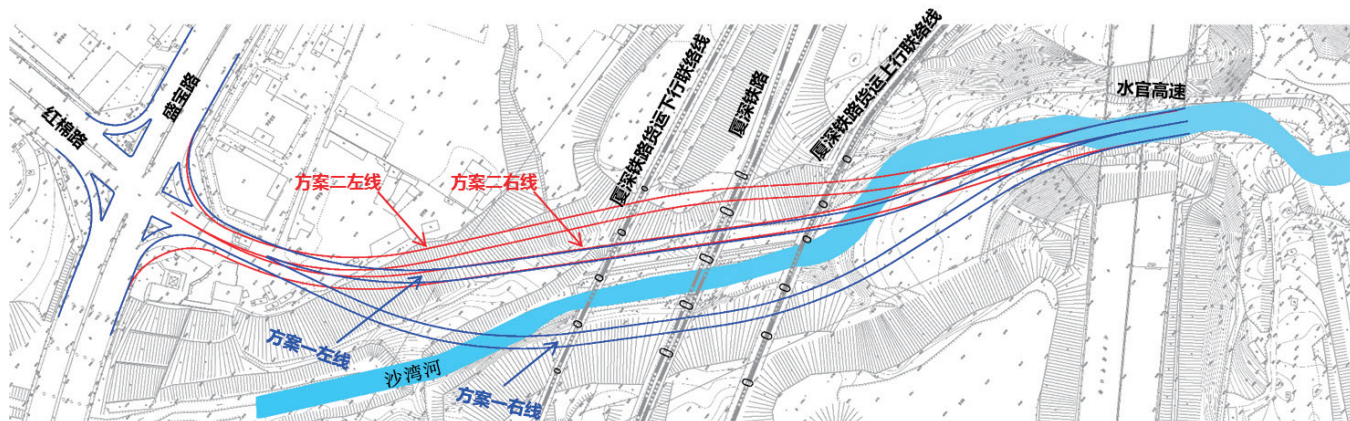 红棉路
盛宝路
方案二左线
方案二右线
厦深铁路货运下行联络线
厦深铁路
厦深铁路货运上行联络线
水官高速
方案一左线
沙湾河
方案一右线